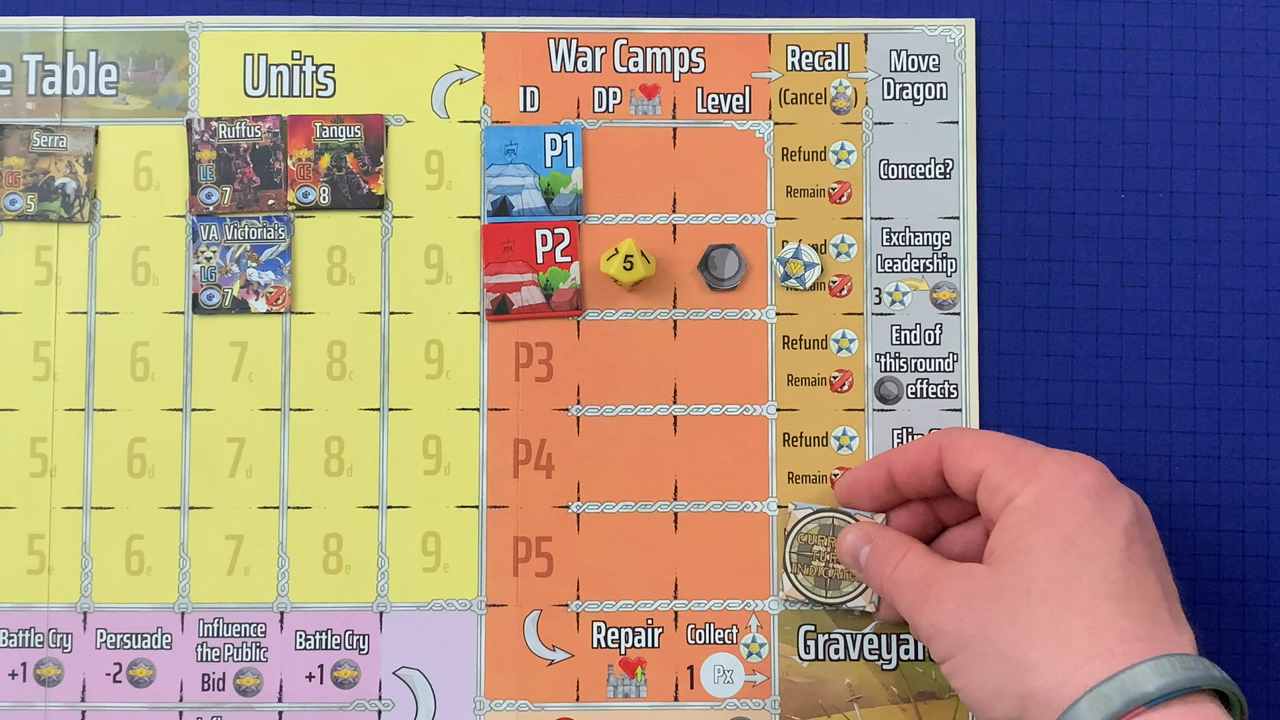 e Table
Units
War Camps
ID DP Level
Recall
(Cancel )
Move
Dragon
Serra
CG
5
6a
Ruffus
LE
7
Tangus
CE
8
9a
P1
Refund
Remain
Concede?
5b
6b
VA Victoria's
LG
7
8b
9b
P2
5
Exchange
Leadership
3
5c
6c
7c
8c
9c
P3
Refund
Remain
End of
'this round'
effects
5d
6d
7d
8d
9d
P4
Refund
Remain
5e
6e
7e
8e
9e
P5
Battle Cry
+1
Persuade
-2
Influence
the Public
Bid
Battle Cry
+1
Repair
Collect
1 Px
Graveyar